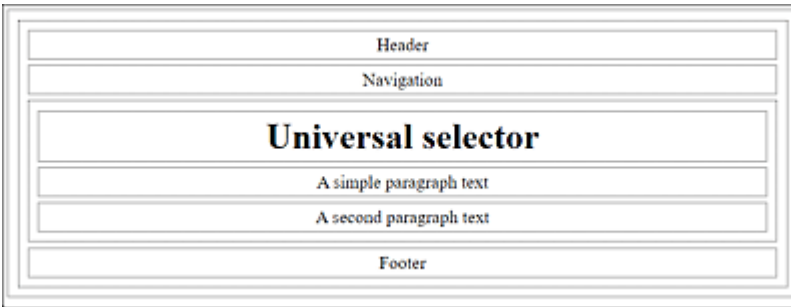 Header
Navigation
Universal selector
A simple paragraph text
A second paragraph text
Footer